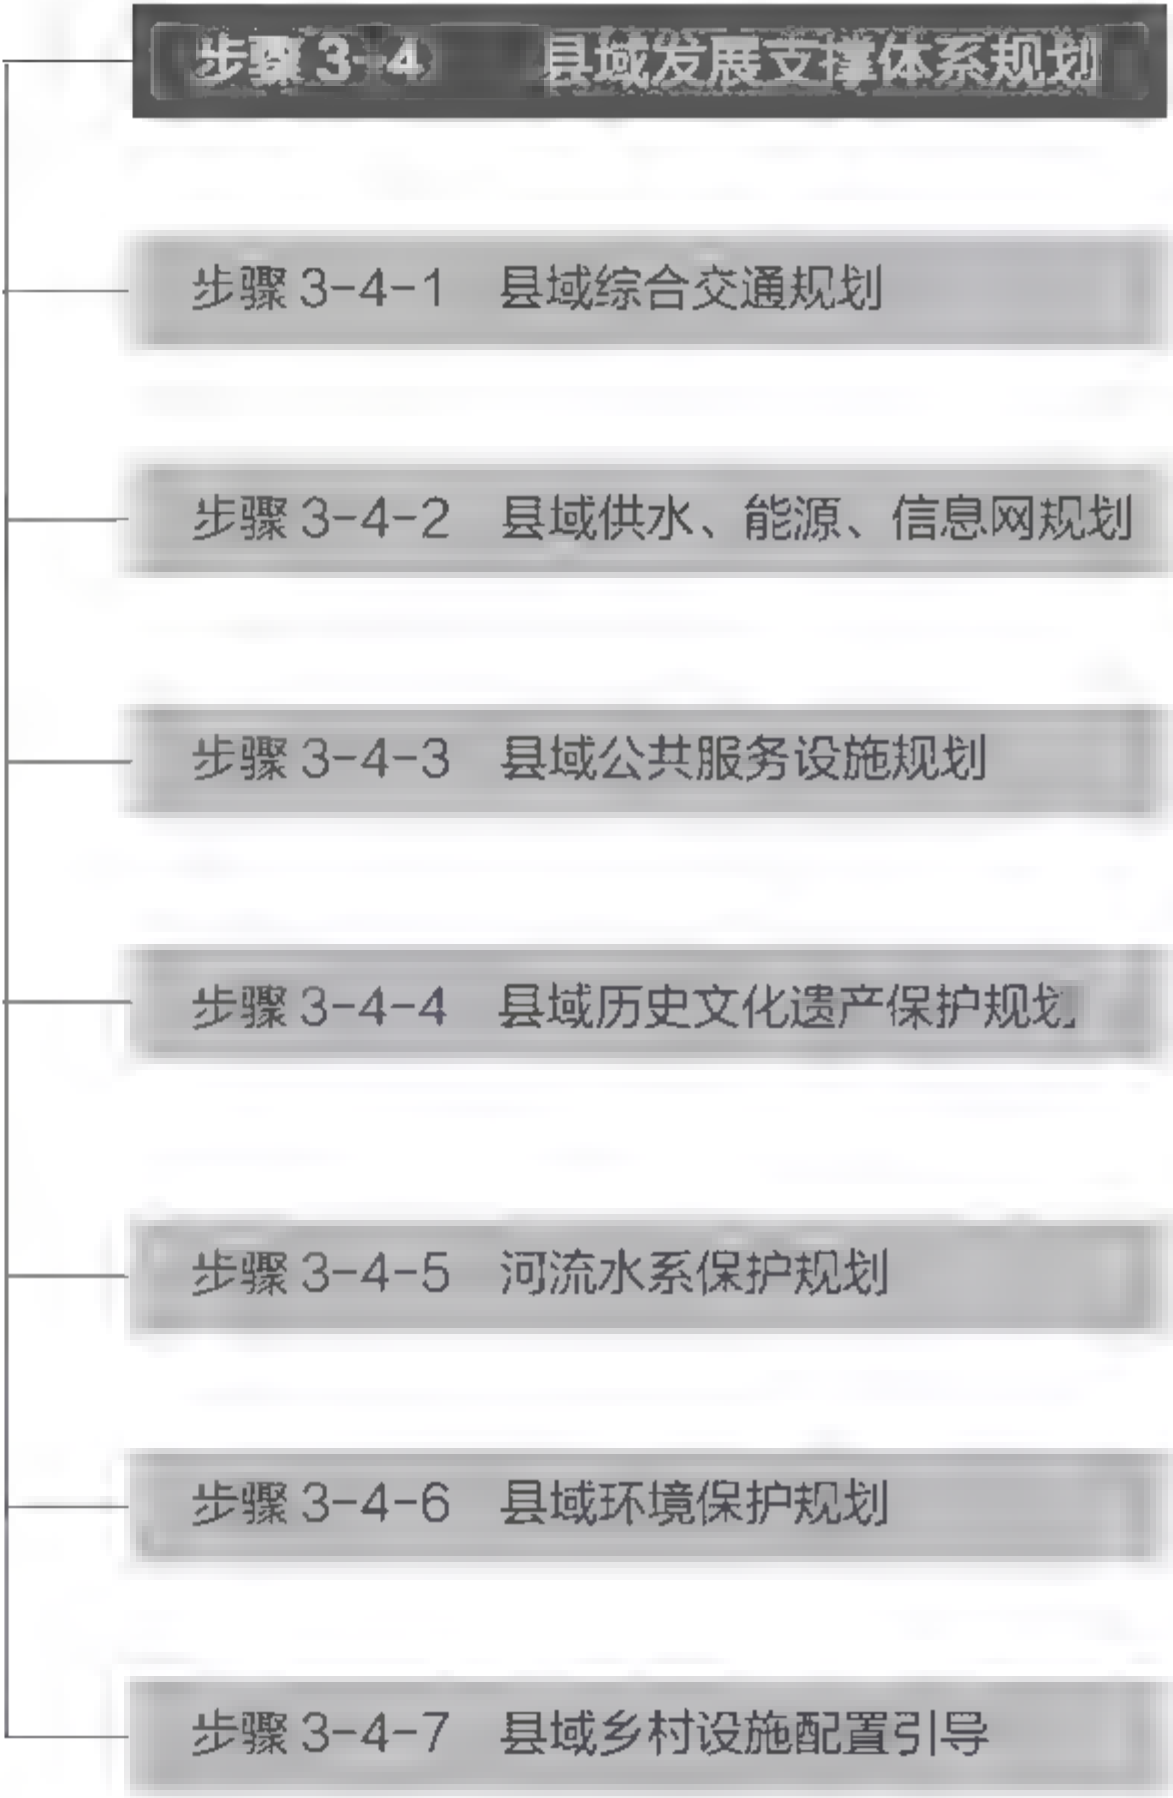 步骤 3-4 县域发展支撑体系规划
步骤 3-4-1 县域综合交通规划
步骤 3-4-2 县域供水、能源、信息网规划
步骤 3-4-3 县域公共服务设施规划
步骤 3-4-4 县域历史文化遗产保护规划
步骤 3-4-5 河流水系保护规划
步骤 3-4-6 县域环境保护规划
步骤 3-4-7 县域乡村设施配置引导